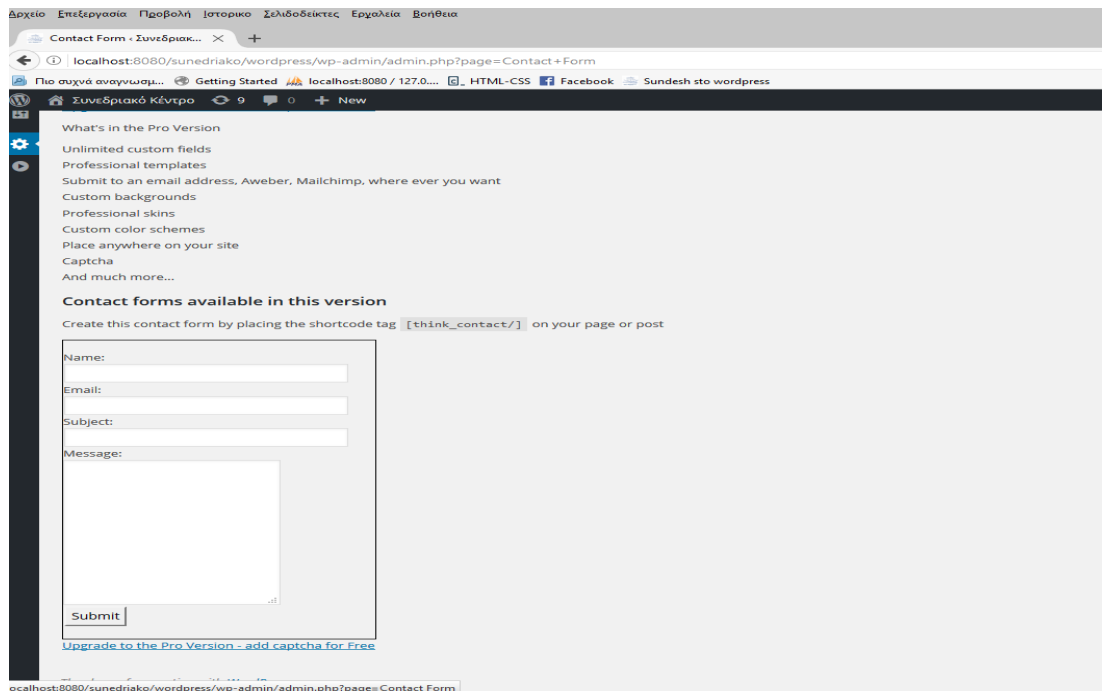 Αρχείο Επεξεργασία Προβολή Ιστορικο Σελιδοδείκτες Εργαλεία Βοήθεια
Contact Form ‹ Συνεδριακ...
localhost:8080/sunedriako/wordpress/wp-admin/admin.php?page=Contact+Form
Πιο συχνά αναγνωσμ... Getting Started localhost:8080 / 127.0.... HTML-CSS Facebook Sundesh sto wordpress
Συνεδριακό Κέντρο 9 0 + New
What's in the Pro Version
Unlimited custom fields
Professional templates
Submit to an email address, Aweber, Mailchimp, where ever you want
Custom backgrounds
Professional skins
Custom color schemes
Place anywhere on your site
Captcha
And much more...
Contact forms available in this version
Create this contact form by placing the shortcode tag [think_contact/] on your page or post
Name:
Email:
Subject:
Message:
Submit
Upgrade to the Pro Version - add captcha for Free
ocalhost:8080/sunedriako/wordpress/wp-admin/admin.php?page=Contact Form